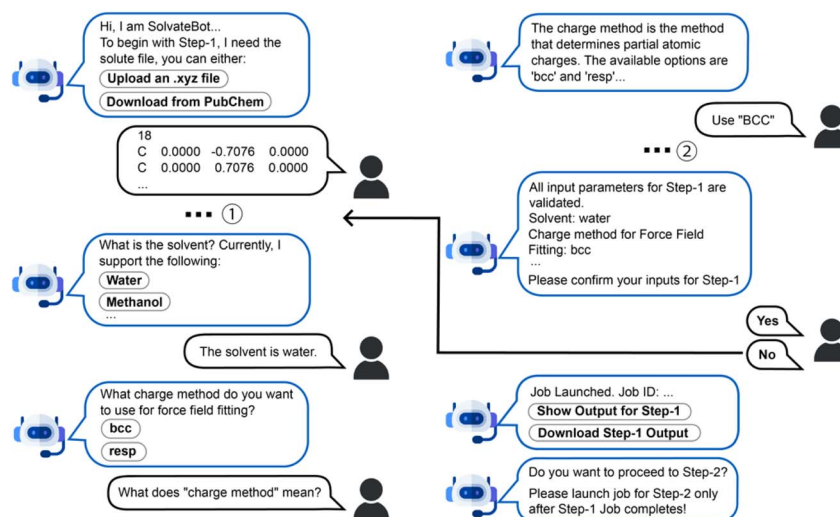 Hi, I am SolvateBot...
To begin with Step-1, I need the
solute file, you can either:
Upload an .xyz file
Download from PubChem
18
C 0.0000 -0.7076 0.0000
C 0.0000 0.7076 0.0000
...
... 1
What is the solvent? Currently, I
support the following:
Water
Methanol
...
The solvent is water.
What charge method do you want
to use for force field fitting?
bcc
resp
What does "charge method" mean?
The charge method is the method
that determines partial atomic
charges. The available options are
'bcc' and 'resp'...
Use "BCC"
... 2
All input parameters for Step-1 are
validated.
Solvent: water
Charge method for Force Field
Fitting: bcc
...
Please confirm your inputs for Step-1
Yes
No
Job Launched. Job ID: ...
Show Output for Step-1
Download Step-1 Output
Do you want to proceed to Step-2?
Please launch job for Step-2 only
after Step-1 Job completes!